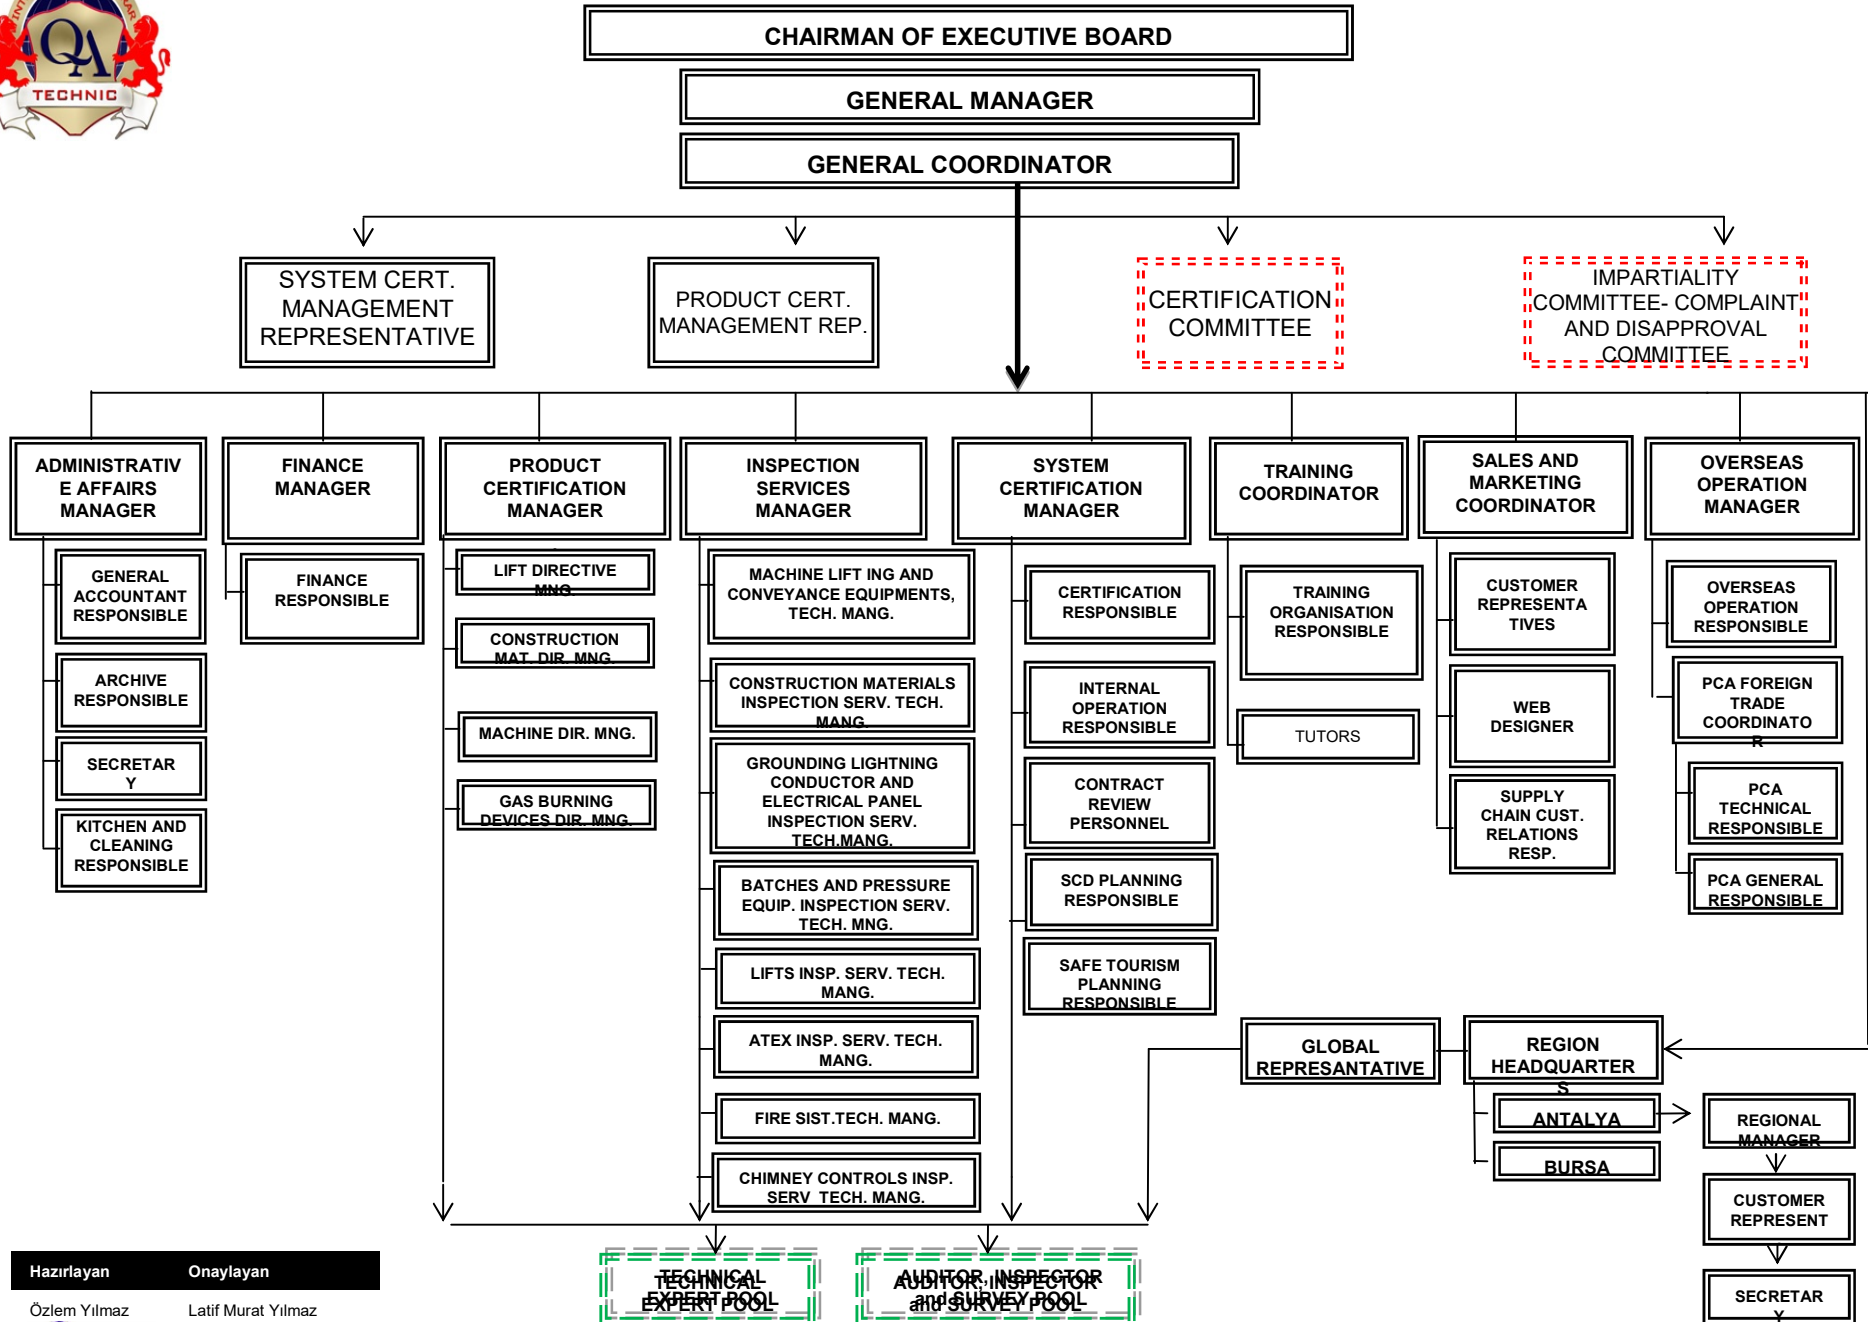 QA
TECHNIC
CHAIRMAN OF EXECUTIVE BOARD
GENERAL MANAGER
GENERAL COORDINATOR
SYSTEM CERT.
MANAGEMENT
REPRESENTATIVE
PRODUCT CERT.
MANAGEMENT REP.
CERTIFICATION
COMMITTEE
IMPARTIALITY
COMMITTEE- COMPLAINT
AND DISAPPROVAL
COMMITTEE
ADMINISTRATIV
E AFFAIRS
MANAGER
FINANCE
MANAGER
PRODUCT
CERTIFICATION
MANAGER
INSPECTION
SERVICES
MANAGER
SYSTEM
CERTIFICATION
MANAGER
TRAINING
COORDINATOR
SALES AND
MARKETING
COORDINATOR
OVERSEAS
OPERATION
MANAGER
GENERAL
ACCOUNTANT
RESPONSIBLE
ARCHIVE
RESPONSIBLE
SECRETAR
Y
KITCHEN AND
CLEANING
RESPONSIBLE
FINANCE
RESPONSIBLE
LIFT DIRECTIVE
MNG.
CONSTRUCTION
MAT. DIR. MNG.
MACHINE DIR. MNG.
GAS BURNING
DEVICES DIR. MNG.
MACHINE LIFT ING AND
CONVEYANCE EQUIPMENTS,
TECH. MANG.
CONSTRUCTION MATERIALS
INSPECTION SERV. TECH.
MANG.
GROUNDING LIGHTNING
CONDUCTOR AND
ELECTRICAL PANEL
INSPECTION SERV.
TECH.MANG.
BATCHES AND PRESSURE
EQUIP. INSPECTION SERV.
TECH. MNG.
LIFTS INSP. SERV. TECH.
MANG.
ATEX INSP. SERV. TECH.
MANG.
FIRE SIST.TECH. MANG.
CHIMNEY CONTROLS INSP.
SERV TECH. MANG.
CERTIFICATION
RESPONSIBLE
INTERNAL
OPERATION
RESPONSIBLE
CONTRACT
REVIEW
PERSONNEL
SCD PLANNING
RESPONSIBLE
SAFE TOURISM
PLANNING
RESPONSIBLE
TRAINING
ORGANISATION
RESPONSIBLE
TUTORS
CUSTOMER
REPRESENTA
TIVES
WEB
DESIGNER
SUPPLY
CHAIN CUST.
RELATIONS
RESP.
OVERSEAS
OPERATION
RESPONSIBLE
PCA FOREIGN
TRADE
COORDINATO
R
PCA
TECHNICAL
RESPONSIBLE
PCA GENERAL
RESPONSIBLE
GLOBAL
REPRESANTATIVE
REGION
HEADQUARTER
S
ANTALYA
BURSA
REGIONAL
MANAGER
CUSTOMER
REPRESENT
SECRETAR
Y
TECHNICAL
EXPERT POOL
TECHNICAL
EXPERT POOL
AUDITOR, INSPECTOR
and SURVEY POOL
AUDITOR, INSPECTOR
and SURVEY POOL
Hazırlayan Onaylayan
Özlem Yılmaz Latif Murat Yılmaz